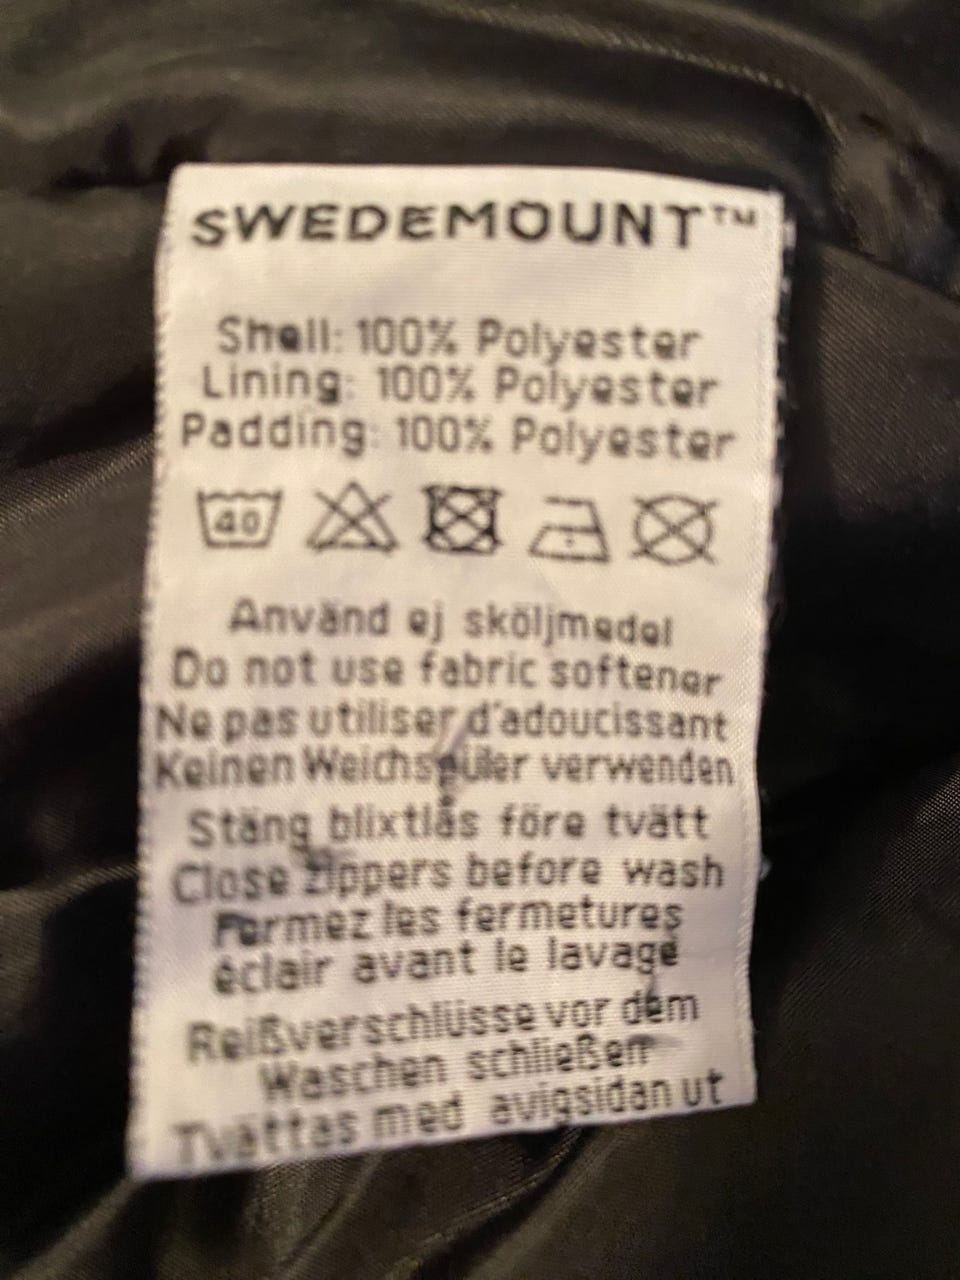 SWEDEMOUNT™
Shell: 100% Polyester
Lining: 100% Polyester
Padding: 100% Polyester
40
Använd ej sköljmedel
Do not use fabric softener
Ne pas utiliser d'adoucissant
Keinen Weichspüler verwenden
Stäng blixtlås före tvätt
Close zippers before wash
Fermez les fermetures
éclair avant le lavage
Reißverschlüsse vor dem
Waschen schließen
Tvättas med avigsidan ut